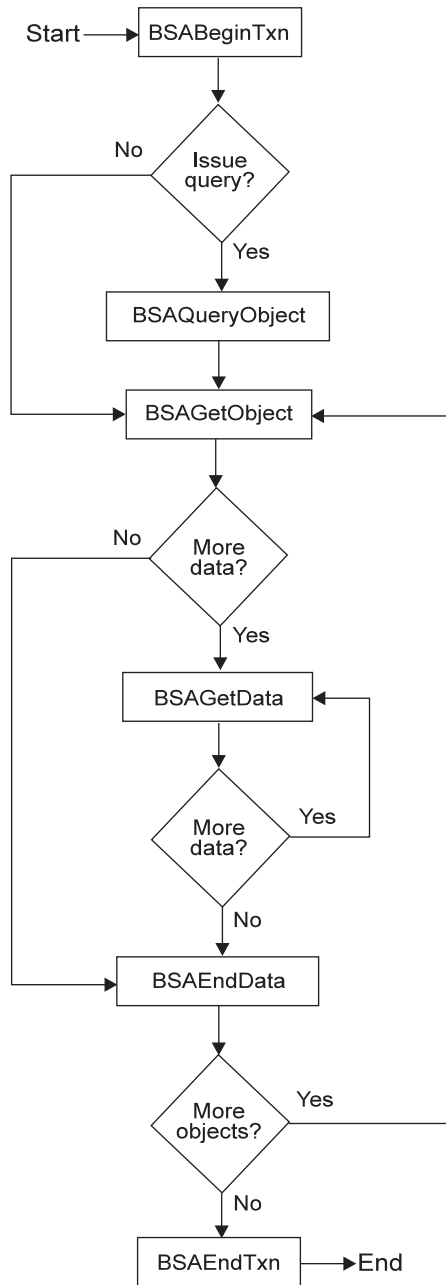 Start
BSABeginTxn
No
Issue
query?
Yes
BSAQueryObject
BSAGetObject
No
More
data?
Yes
BSAGetData
More
data?
Yes
No
BSAEndData
More
objects?
Yes
No
BSAEndTxn
End